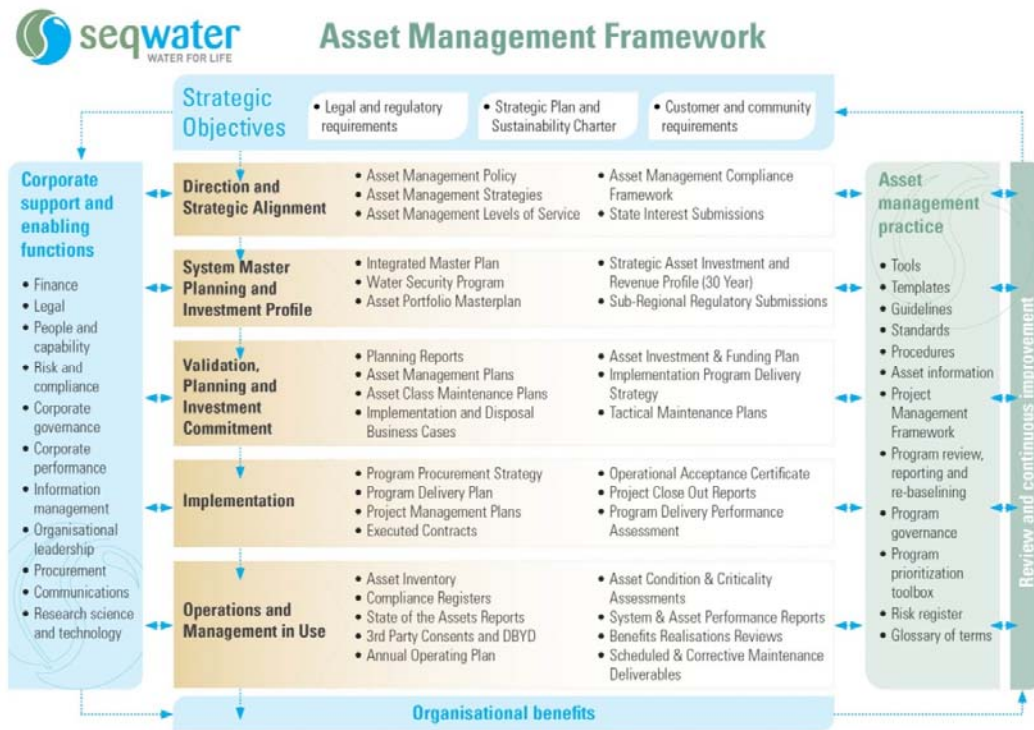 seqwater
WATER FOR LIFE
Asset Management Framework
Strategic
Objectives
• Legal and regulatory
requirements
• Strategic Plan and
Sustainability Charter
• Customer and community
requirements
Corporate
support and
enabling
functions
• Finance
• Legal
• People and
capability
• Risk and
compliance
• Corporate
governance
• Corporate
performance
• Information
management
• Organisational
leadership
• Procurement
• Communications
• Research science
and technology
Direction and
Strategic Alignment
• Asset Management Policy
• Asset Management Strategies
• Asset Management Levels of Service
• Asset Management Compliance
Framework
• State Interest Submissions
System Master
Planning and
Investment Profile
• Integrated Master Plan
• Water Security Program
• Asset Portfolio Masterplan
• Strategic Asset Investment and
Revenue Profile (30 Year)
• Sub-Regional Regulatory Submissions
Validation,
Planning and
Investment
Commitment
• Planning Reports
• Asset Management Plans
• Asset Class Maintenance Plans
• Implementation and Disposal
Business Cases
• Asset Investment & Funding Plan
• Implementation Program Delivery
Strategy
• Tactical Maintenance Plans
Implementation
• Program Procurement Strategy
• Program Delivery Plan
• Project Management Plans
• Executed Contracts
• Operational Acceptance Certificate
• Project Close Out Reports
• Program Delivery Performance
Assessment
Operations and
Management in Use
• Asset Inventory
• Compliance Registers
• State of the Assets Reports
• 3rd Party Consents and DBYD
• Annual Operating Plan
• Asset Condition & Criticality
Assessments
• System & Asset Performance Reports
• Benefits Realisations Reviews
• Scheduled & Corrective Maintenance
Deliverables
Asset
management
practice
• Tools
• Templates
• Guidelines
• Standards
• Procedures
• Asset information
• Project
Management
Framework
• Program review,
reporting and
re-baselining
• Program
governance
• Program
prioritization
toolbox
• Risk register
• Glossary of terms
Review and continuous improvement
Organisational benefits